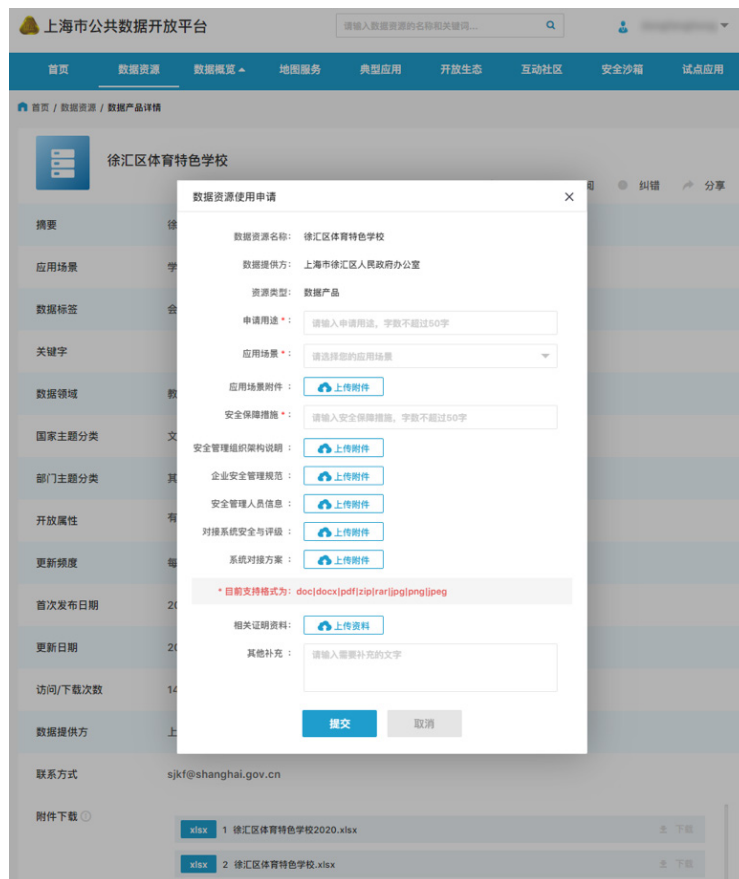 上海市公共数据开放平台
请输入数据资源的名称和关键词...
首页 数据资源 数据概览 地图服务 典型应用 开放生态 互动社区 安全沙箱 试点应用
首页 / 数据资源 / 数据产品详情
徐汇区体育特色学校
阅 纠错 分享
数据资源使用申请
摘要 徐
数据资源名称: 徐汇区体育特色学校
应用场景 学
数据提供方: 上海市徐汇区人民政府办公室
资源类型: 数据产品
数据标签 会
申请用途 * : 请输入申请用途，字数不超过50字
关键字
应用场景 * : 请选择您的应用场景
数据领域 教
应用场景附件 : 上传附件
安全保障措施 * : 请输入安全保障措施，字数不超过50字
国家主题分类 文
安全管理组织架构说明 : 上传附件
部门主题分类 其
企业安全管理规范 : 上传附件
安全管理人员信息 : 上传附件
开放属性 有
对接系统安全与评级 : 上传附件
更新频度 每
系统对接方案 : 上传附件
* 目前支持格式为: doc|docx|pdf|zip|rar|jpg|png|jpeg
首次发布日期 20
相关证明资料: 上传资料
更新日期 20
其他补充 : 请输入需要补充的文字
访问/下载次数 14
提交 取消
数据提供方 上
联系方式 sjkf@shanghai.gov.cn
附件下载
xlsx 1 徐汇区体育特色学校2020.xlsx 下载
xlsx 2 徐汇区体育特色学校.xlsx 下载